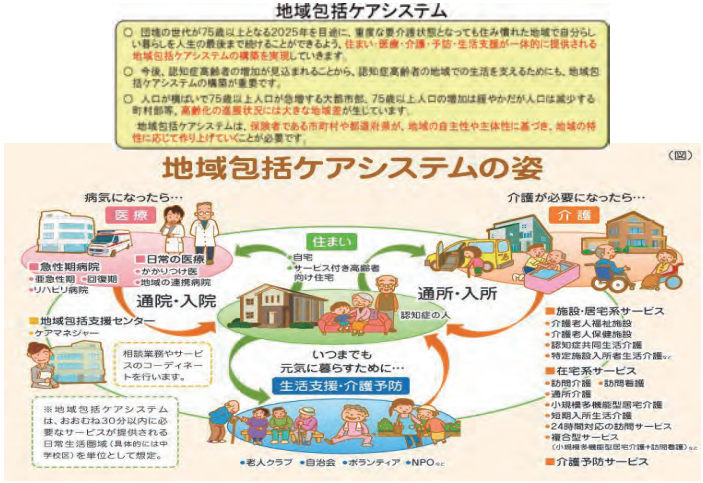 地域包括ケアシステム
○ 団塊の世代が75歳以上となる2025年を目途に、重度な要介護状態となっても住み慣れた地域で自分らし
い暮らしを人生の最後まで続けることができるよう、住まい・医療・介護・予防・生活支援が一体的に提供される
地域包括ケアシステムの構築を実現していきます。
○ 今後、認知症高齢者の増加が見込まれることから、認知症高齢者の地域での生活を支えるためにも、地域包
括ケアシステムの構築が重要です。
○ 人口が横ばいで75歳以上人口が急増する大都市部、75歳以上人口の増加は緩やかだが人口は減少する
町村部等、高齢化の進展状況には大きな地域差が生じています。
地域包括ケアシステムは、保険者である市町村や都道府県が、地域の自主性や主体性に基づき、地域の特
性に応じて作り上げていくことが必要です。
(図)
地域包括ケアシステムの姿
病気になったら…
医療
急性期病院
亜急性期・回復期
リハビリ病院
日常の医療
かかりつけ医
地域の連携病院
通院・入院
住まい
・自宅
・サービス付き高齢者
向け住宅
認知症の人
介護が必要になったら…
介護
通所・入所
■施設・居宅系サービス
・介護老人福祉施設
・介護老人保健施設
・認知症共同生活介護
・特定施設入所者生活介護など
■在宅系サービス
・訪問介護 ・訪問看護
・通所介護
・小規模多機能型居宅介護
・短期入所生活介護
・24時間対応の訪問サービス
・複合型サービス
(小規模多機能型居宅介護+訪問看護)など
■介護予防サービス
■地域包括支援センター
・ケアマネジャー
相談業務やサービ
スのコーディネー
トを行います。
いつまでも
元気に暮らすために…
生活支援・介護予防
※地域包括ケアシステム
は、おおむね30分以内に必
要なサービスが提供される
日常生活圏域(具体的には中
学校区)を単位として想定。
・老人クラブ ・自治会 ・ボランティア ・NPOなど